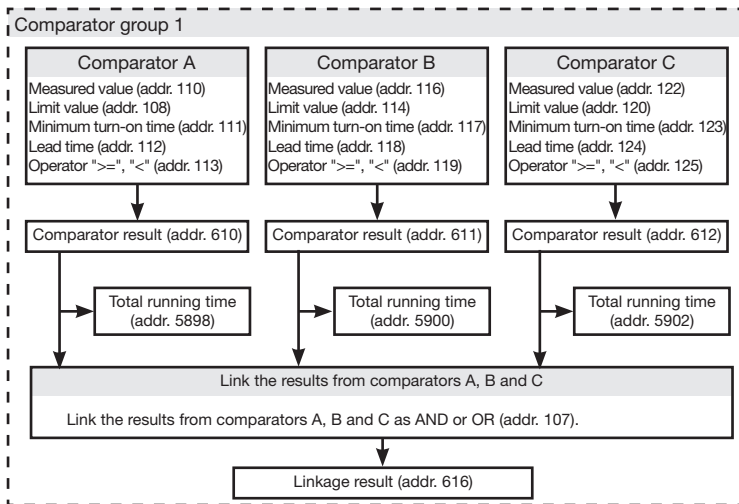 Comparator group 1
Comparator A
Measured value (addr. 110)
Limit value (addr. 108)
Minimum turn-on time (addr. 111)
Lead time (addr. 112)
Operator ">=", "<" (addr. 113)
Comparator B
Measured value (addr. 116)
Limit value (addr. 114)
Minimum turn-on time (addr. 117)
Lead time (addr. 118)
Operator ">=", "<" (addr. 119)
Comparator C
Measured value (addr. 122)
Limit value (addr. 120)
Minimum turn-on time (addr. 123)
Lead time (addr. 124)
Operator ">=", "<" (addr. 125)
Comparator result (addr. 610)
Comparator result (addr. 611)
Comparator result (addr. 612)
Total running time
(addr. 5898)
Total running time
(addr. 5900)
Total running time
(addr. 5902)
Link the results from comparators A, B and C
Link the results from comparators A, B and C as AND or OR (addr. 107).
Linkage result (addr. 616)